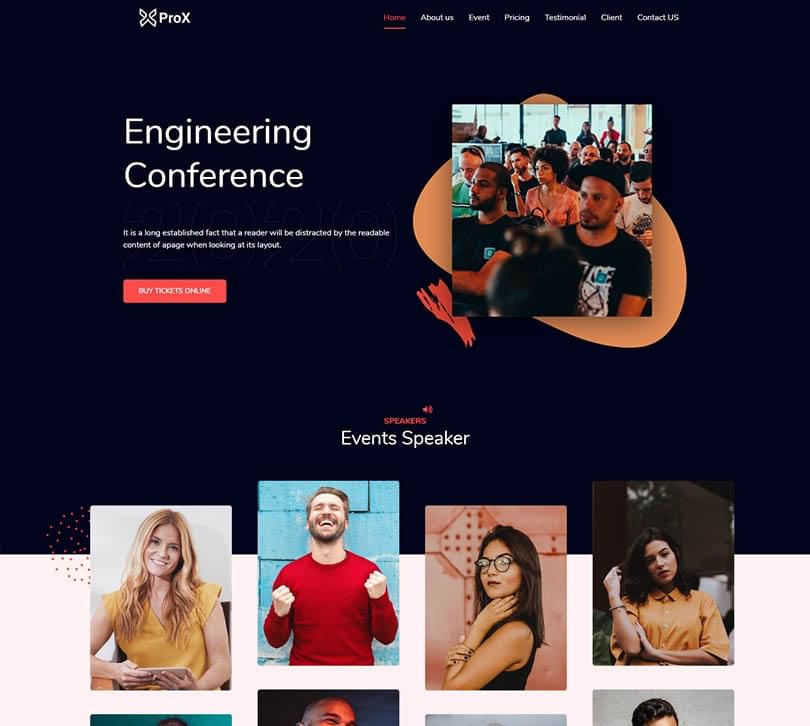 ProX
Home About us Event Pricing Testimonial Client Contact US
Engineering
Conference
2020
It is a long established fact that a reader will be distracted by the readable
content of apage when looking at its layout.
BUY TICKETS ONLINE
SPEAKERS
Events Speaker